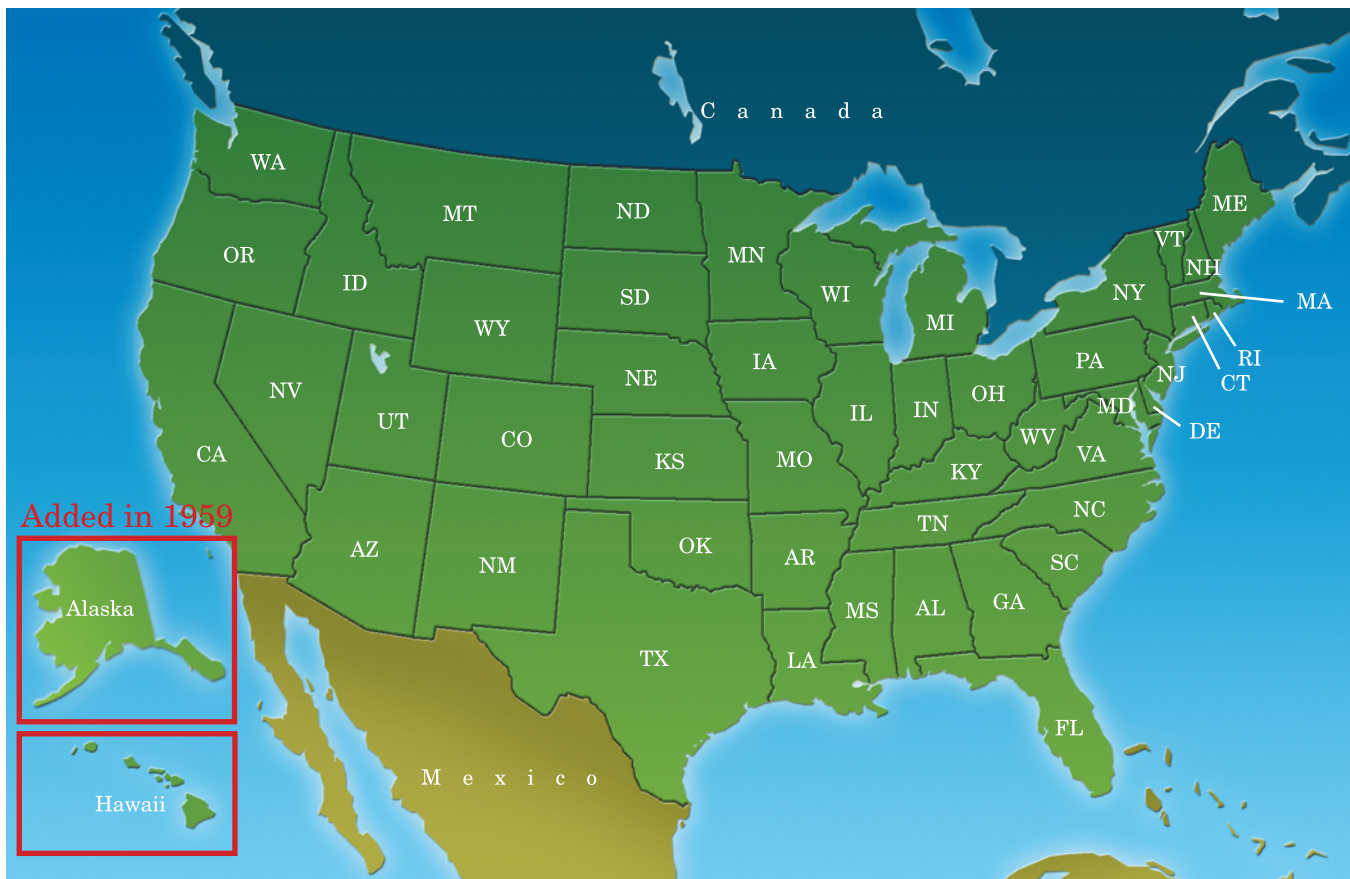 C a n a d a
WA
MT
ND
MN
ME
VT
NH
OR
ID
SD
WI
MI
NY
MA
WY
IA
PA
RI
CT
NJ
NV
NE
OH
IL
IN
MD
DE
UT
CO
WV
VA
CA
KS
MO
KY
NC
Added in 1959
TN
AZ
NM
OK
AR
SC
Alaska
MS
AL
GA
TX
LA
FL
M e x i c o
Hawaii